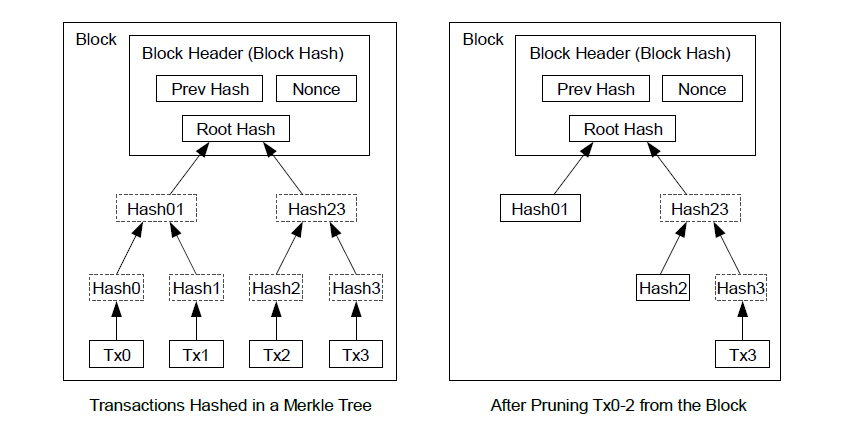 Block
Block Header (Block Hash)
Prev Hash
Nonce
Root Hash
Hash01
Hash23
Hash0
Hash1
Hash2
Hash3
Tx0
Tx1
Tx2
Tx3
Transactions Hashed in a Merkle Tree
Block
Block Header (Block Hash)
Prev Hash
Nonce
Root Hash
Hash01
Hash23
Hash2
Hash3
Tx3
After Pruning Tx0-2 from the Block